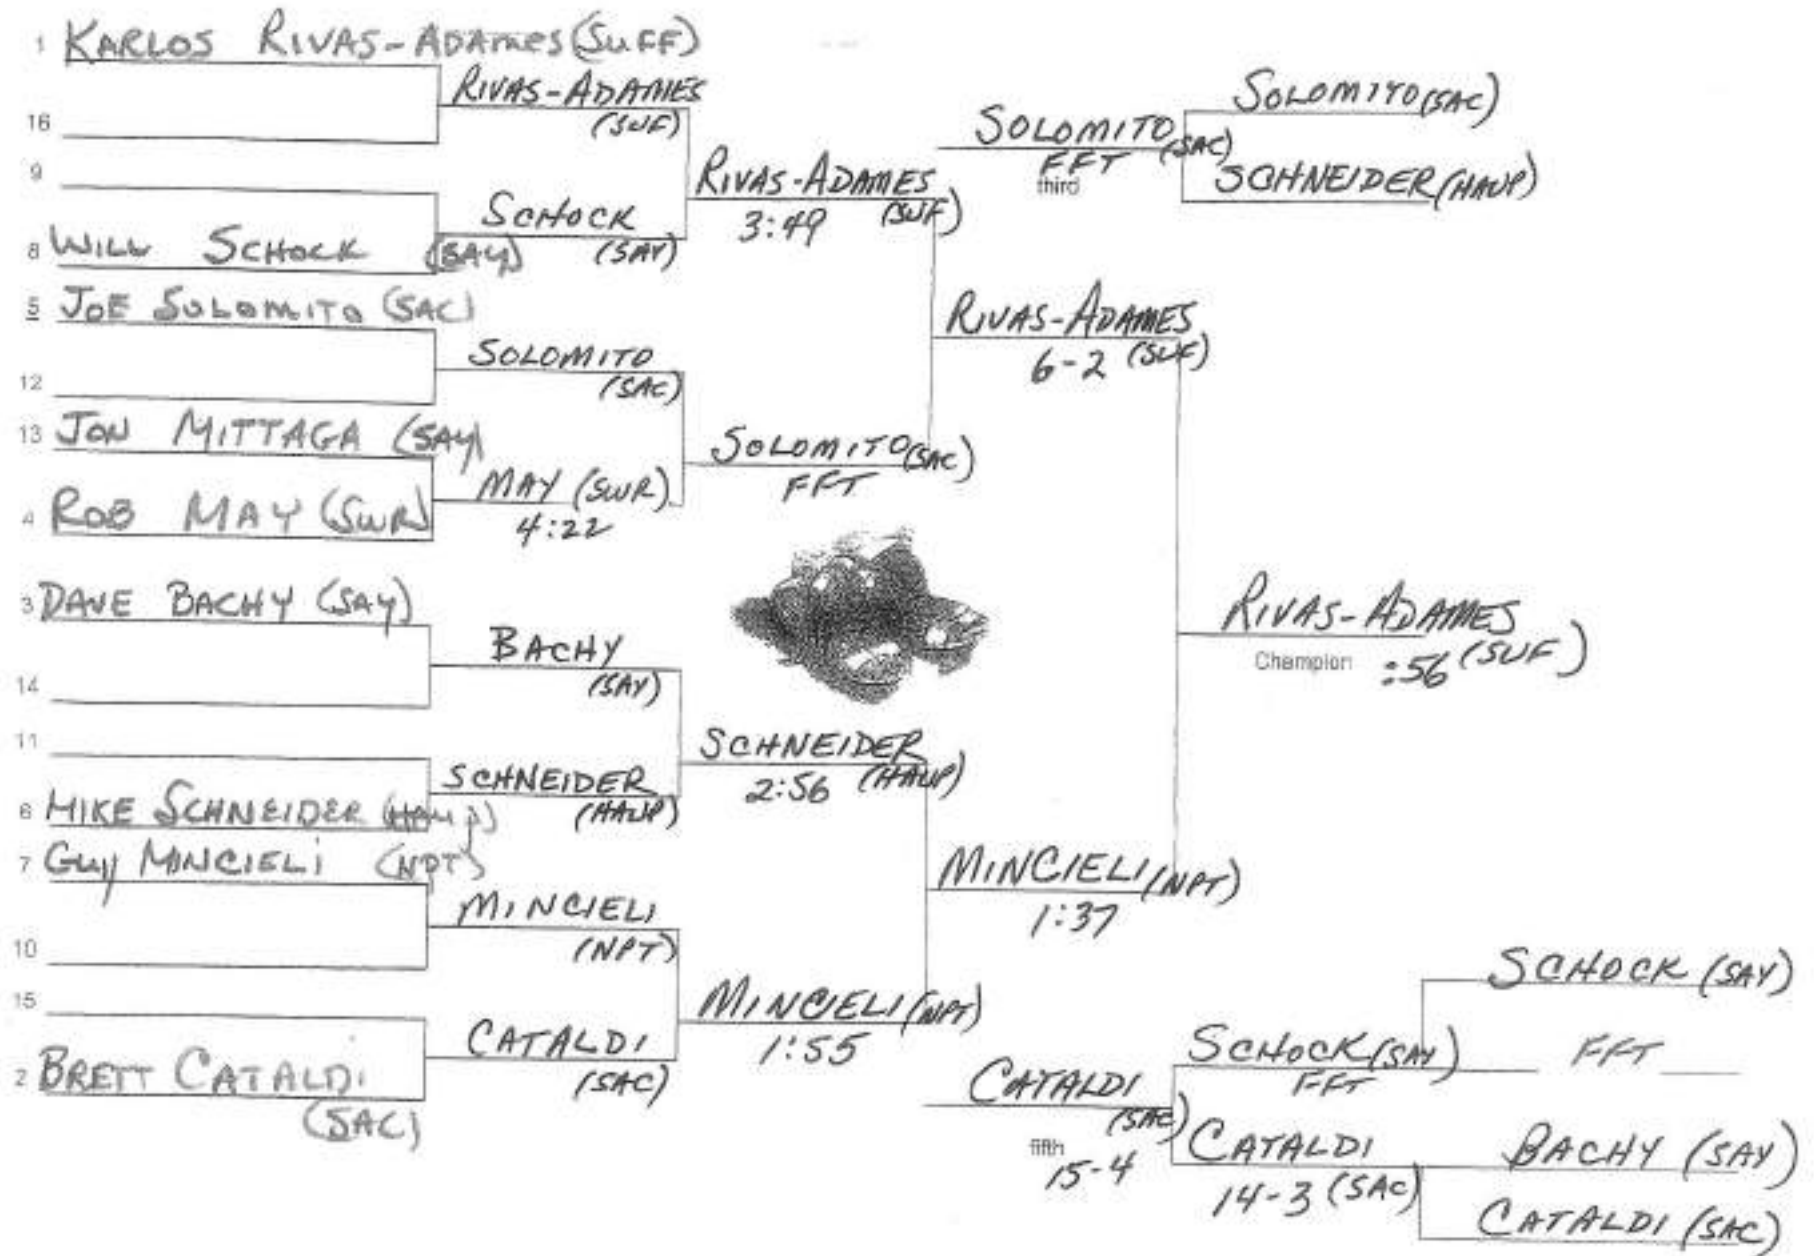 1 KARLOS RIVAS-ADAMES (SUFF)
RIVAS-ADAMES
(SUF)
16
9
SCHOCK
(SAY)
8 WILL SCHOCK (SAY)
RIVAS-ADAMES
3:49 (SUF)
5 JOE SOLOMITO (SAC)
SOLOMITO
(SAC)
12
13 JON MITTAGA (SAY)
MAY (SWR)
4:22
4 ROB MAY (SWR)
SOLOMITO (SAC)
FFT
RIVAS-ADAMES
6-2 (SUF)
3 DAVE BACHY (SAY)
BACHY
(SAY)
14
11
SCHNEIDER
(HAUP)
6 MIKE SCHNEIDER (HAUP)
SCHNEIDER
2:56 (HAUP)
7 GUY MINCIELI (NPT)
MINCIELI
(NPT)
10
15
CATALDI
(SAC)
2 BRETT CATALDI
(SAC)
MINCIELI (NPT)
1:55
MINCIELI (NPT)
1:37
RIVAS-ADAMES
Champion :56 (SUF)
SOLOMITO (SAC)
FFT
third
SOLOMITO (SAC)
SCHNEIDER (HAUP)
CATALDI
(SAC)
fifth
15-4
SCHOCK (SAY)
FFT
SCHOCK (SAY)
FFT
CATALDI
14-3 (SAC)
BACHY (SAY)
CATALDI (SAC)